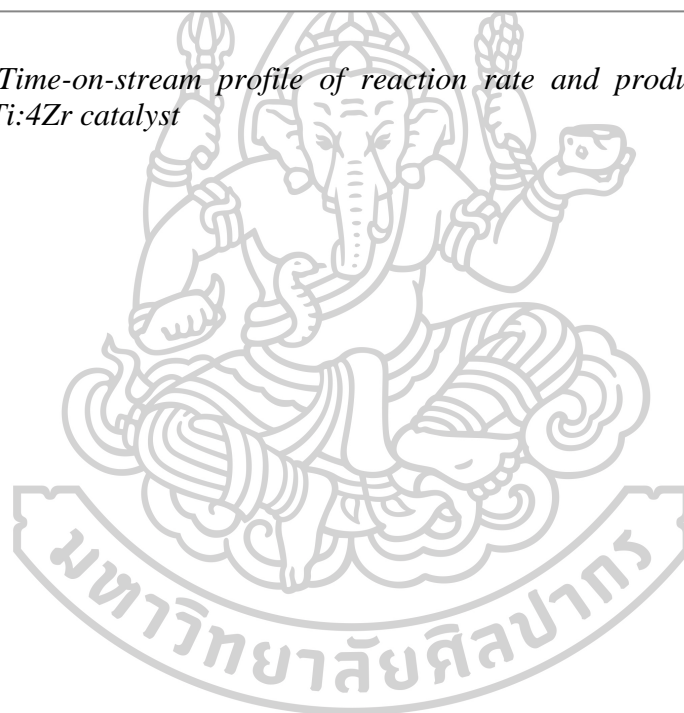 Time-on-stream profile of reaction rate and produ
Ti:4Zr catalyst
มหาวิทยาลัยศิลปากร